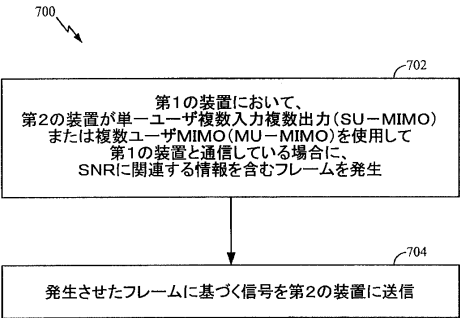 700
702
第1の装置において、
第2の装置が単一ユーザ複数入力複数出力(SU-MIMO)
または複数ユーザMIMO(MU-MIMO)を使用して
第1の装置と通信している場合に、
SNRに関連する情報を含むフレームを発生
704
発生させたフレームに基づく信号を第2の装置に送信